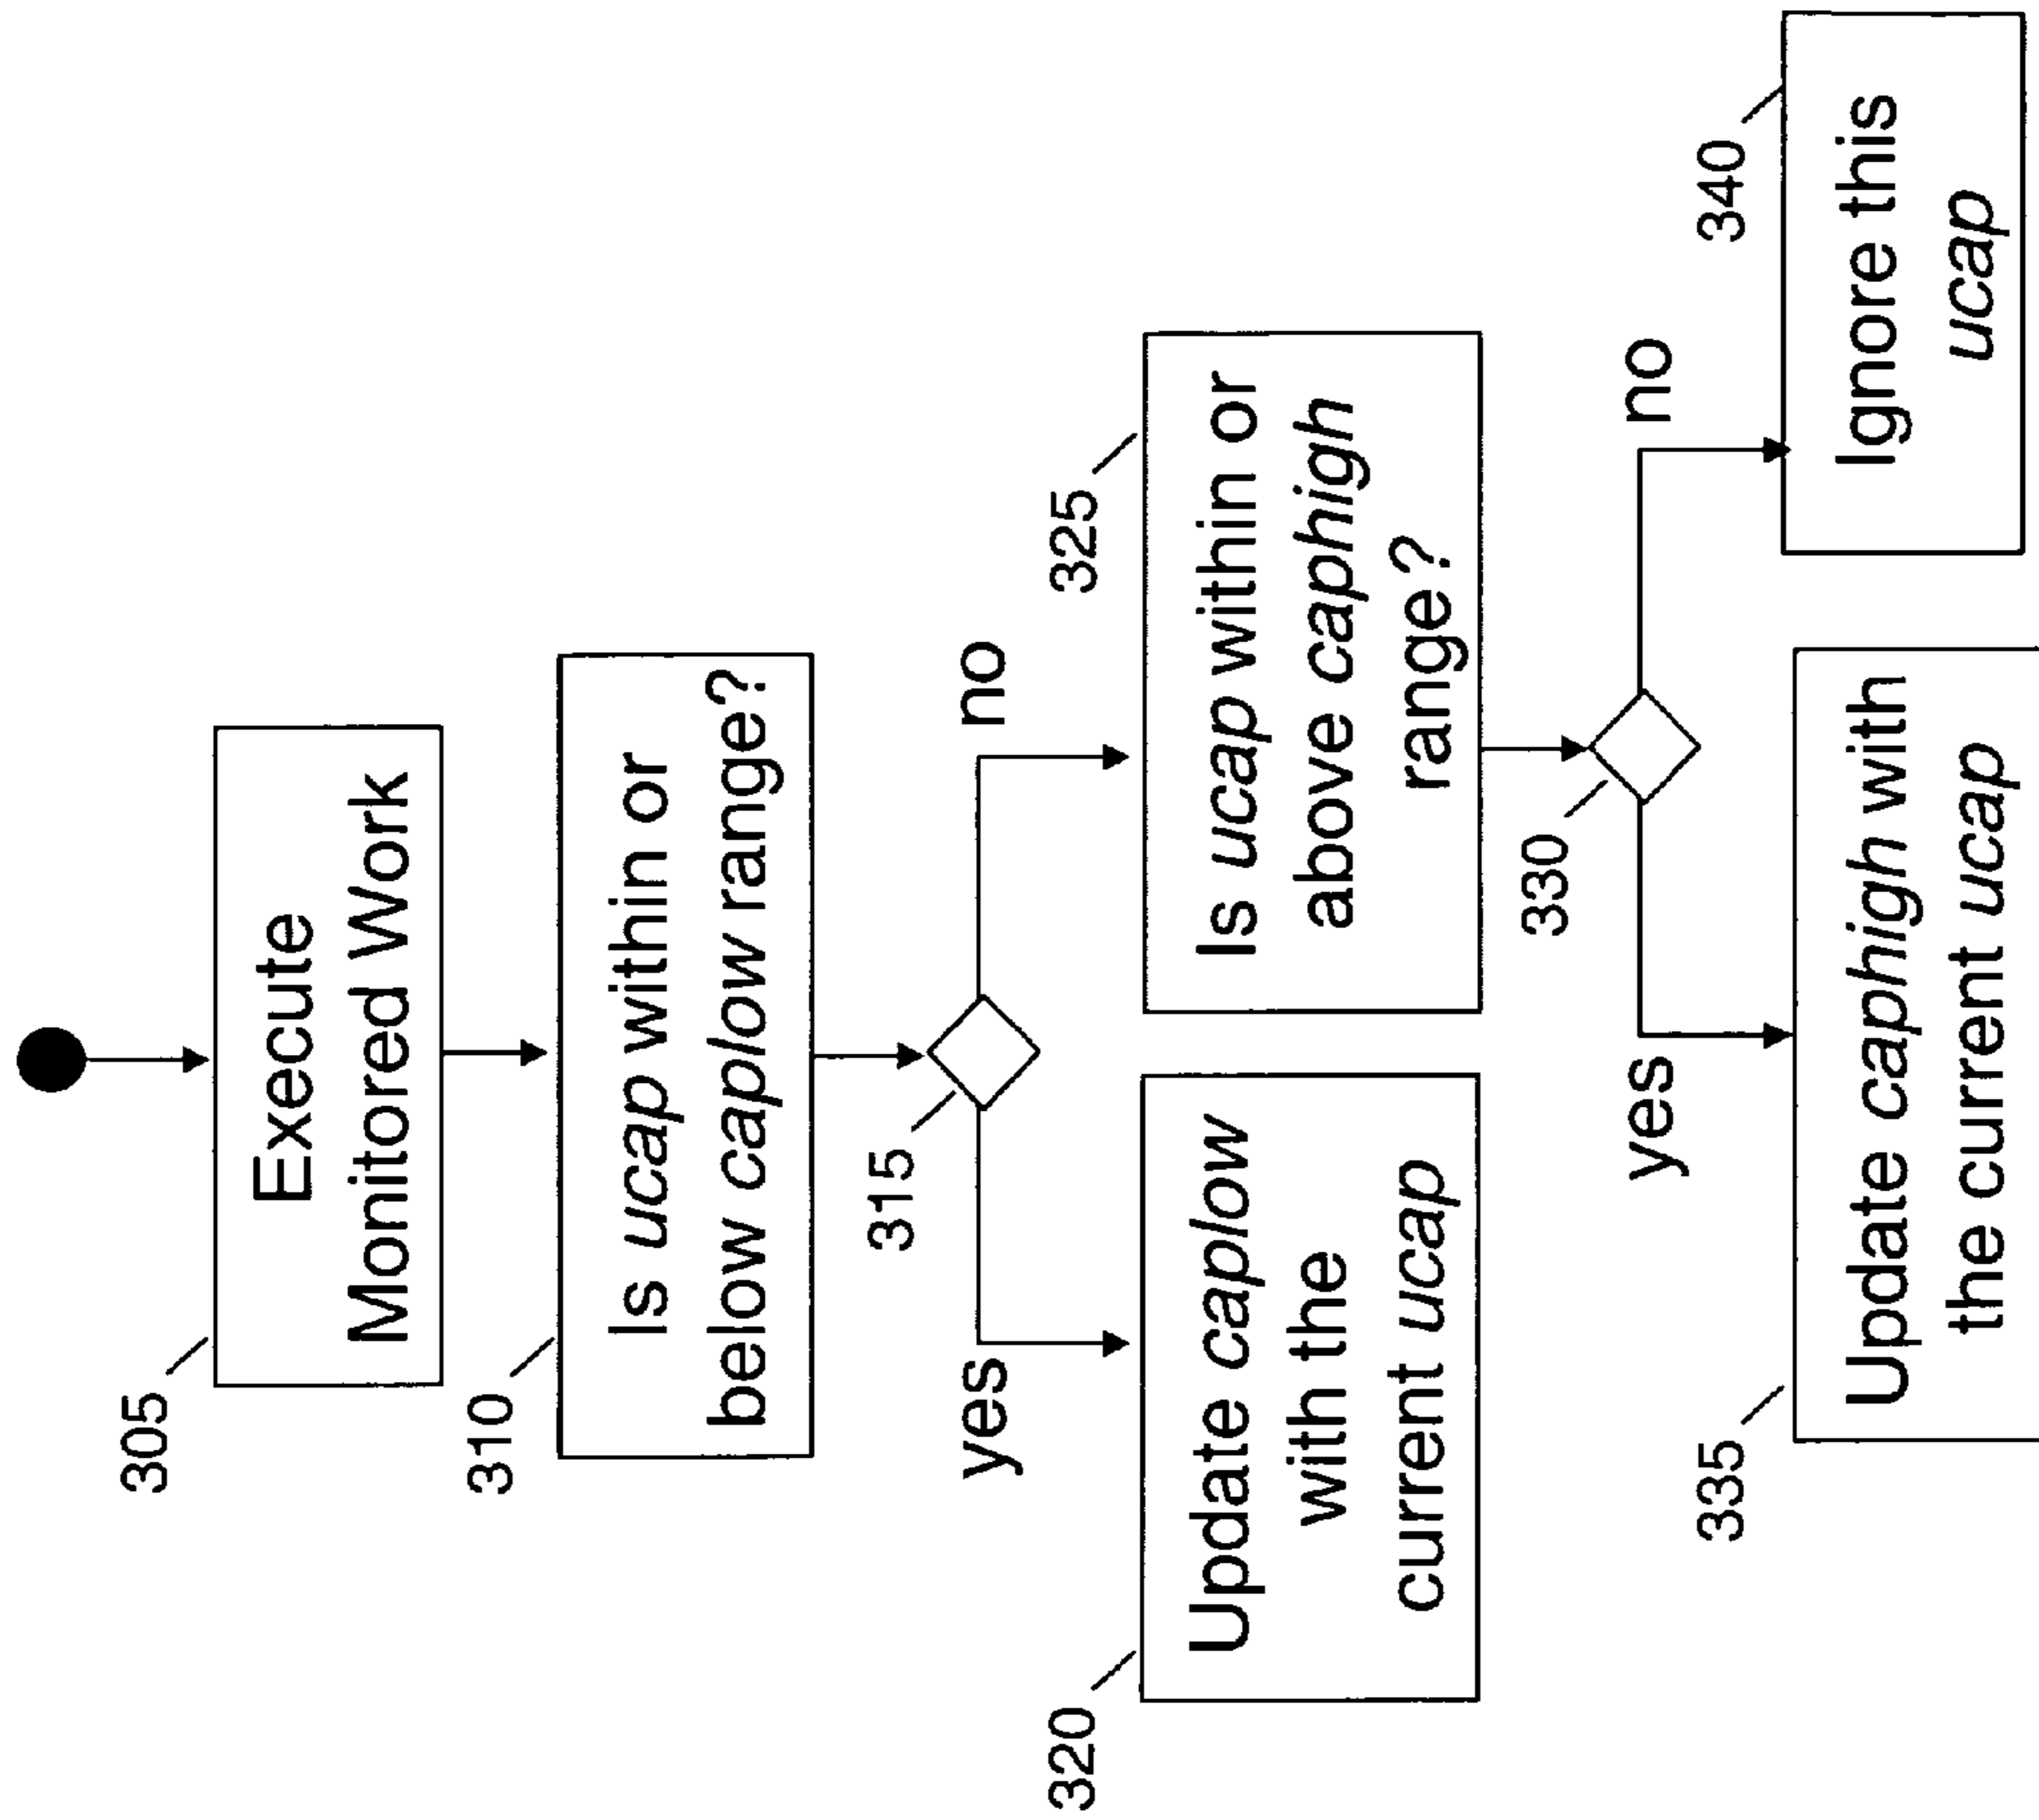 305
Execute
Monitored Work
310
Is ucap within or
below caplow range?
315
yes
no
320
Update caplow
with the
current ucap
325
Is ucap within or
above caphigh
range?
330
yes
no
335
Update caphigh with
the current ucap
340
Ignore this
ucap